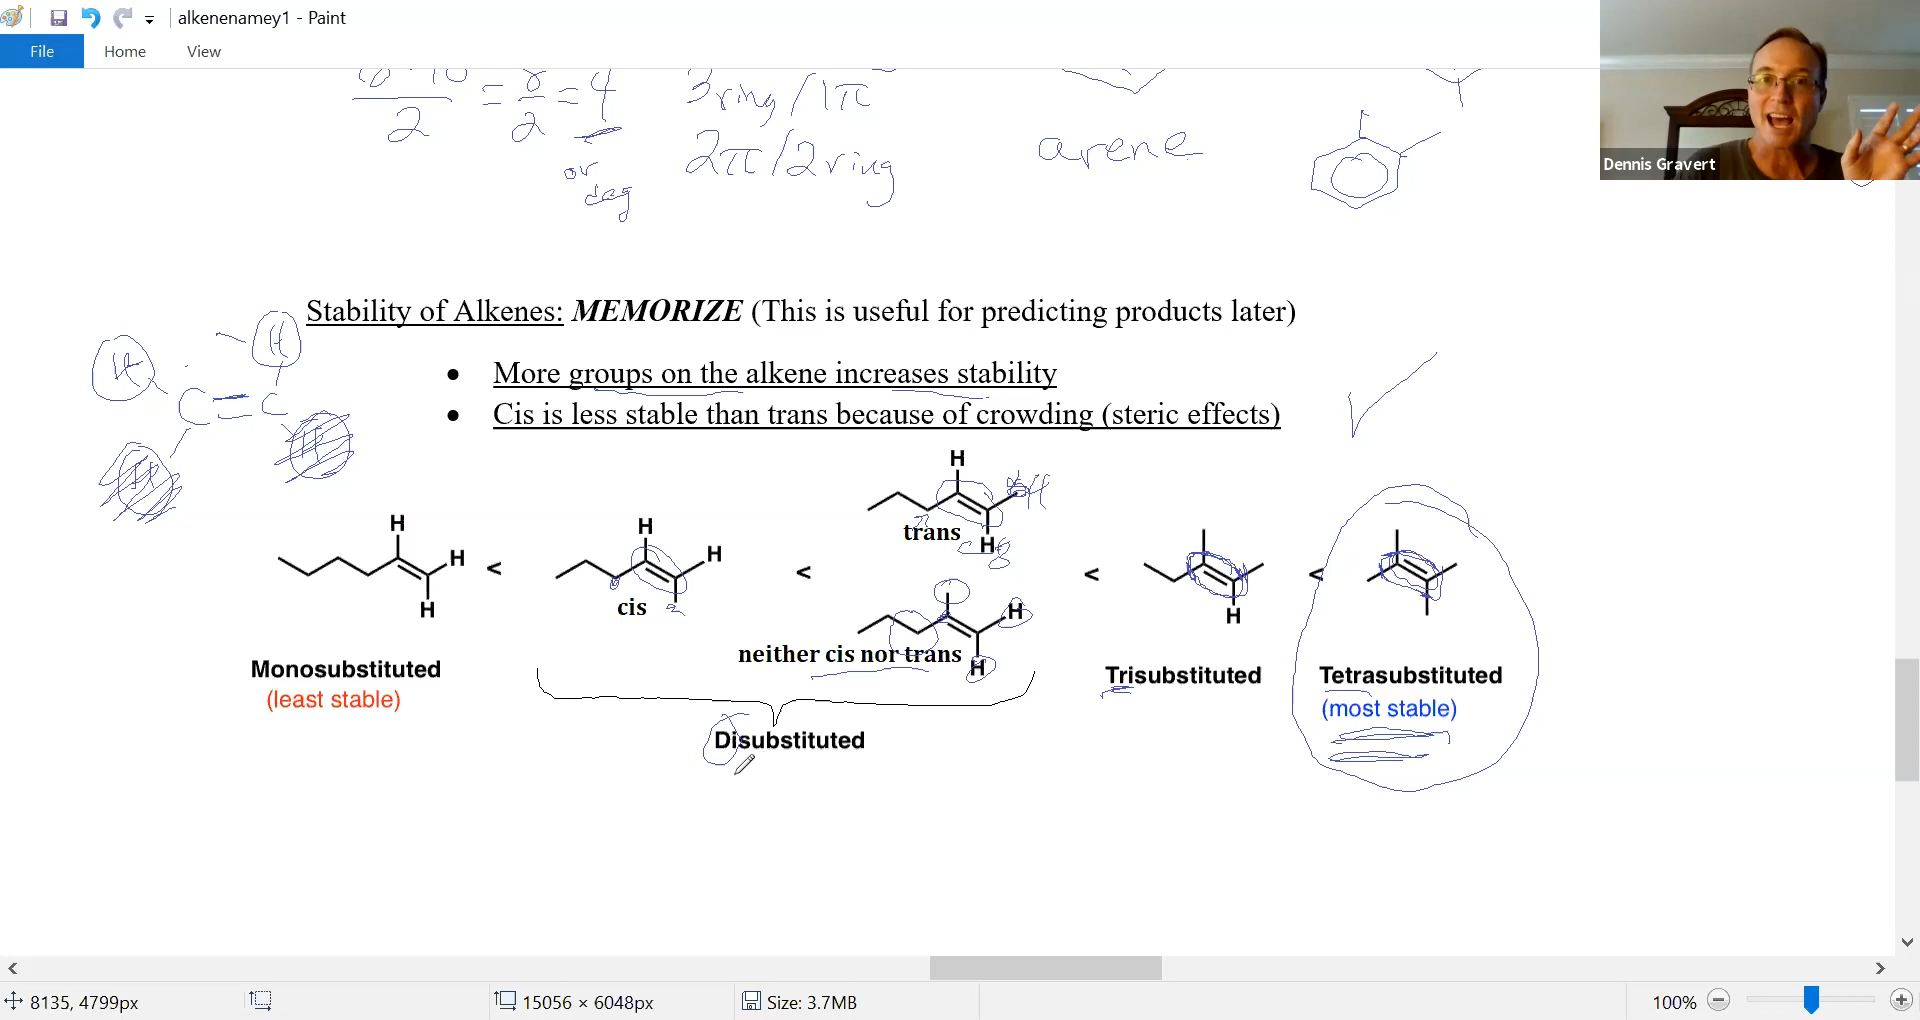 alkenenamey1 - Paint
File Home View
2 = 8/2 = 4 3 ring / 1π
or deg 2π / 2 ring arene
Dennis Gravert
Stability of Alkenes: MEMORIZE (This is useful for predicting products later)
• More groups on the alkene increases stability
• Cis is less stable than trans because of crowding (steric effects)
H H
C = C
H H
H
H H
trans
H H H H
< < < <
H cis H
H
neither cis nor trans H
Monosubstituted Trisubstituted Tetrasubstituted
(least stable) (most stable)
Disubstituted
8135, 4799px 15056 × 6048px Size: 3.7MB 100%